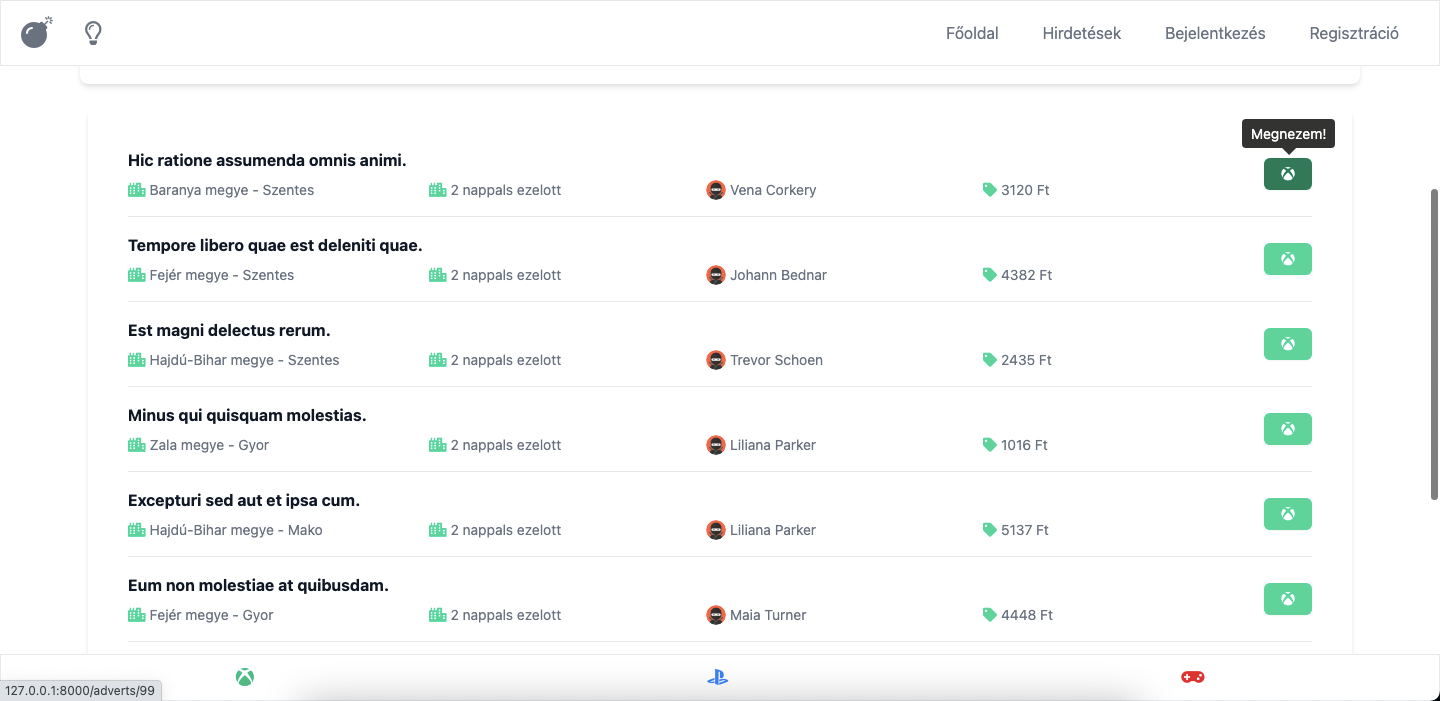 Főoldal Hirdetések Bejelentkezés Regisztráció
Megnezem!
Hic ratione assumenda omnis animi.
Baranya megye - Szentes 2 nappals ezelott Vena Corkery 3120 Ft
Tempore libero quae est deleniti quae.
Fejér megye - Szentes 2 nappals ezelott Johann Bednar 4382 Ft
Est magni delectus rerum.
Hajdú-Bihar megye - Szentes 2 nappals ezelott Trevor Schoen 2435 Ft
Minus qui quisquam molestias.
Zala megye - Gyor 2 nappals ezelott Liliana Parker 1016 Ft
Excepturi sed aut et ipsa cum.
Hajdú-Bihar megye - Mako 2 nappals ezelott Liliana Parker 5137 Ft
Eum non molestiae at quibusdam.
Fejér megye - Gyor 2 nappals ezelott Maia Turner 4448 Ft
127.0.0.1:8000/adverts/99